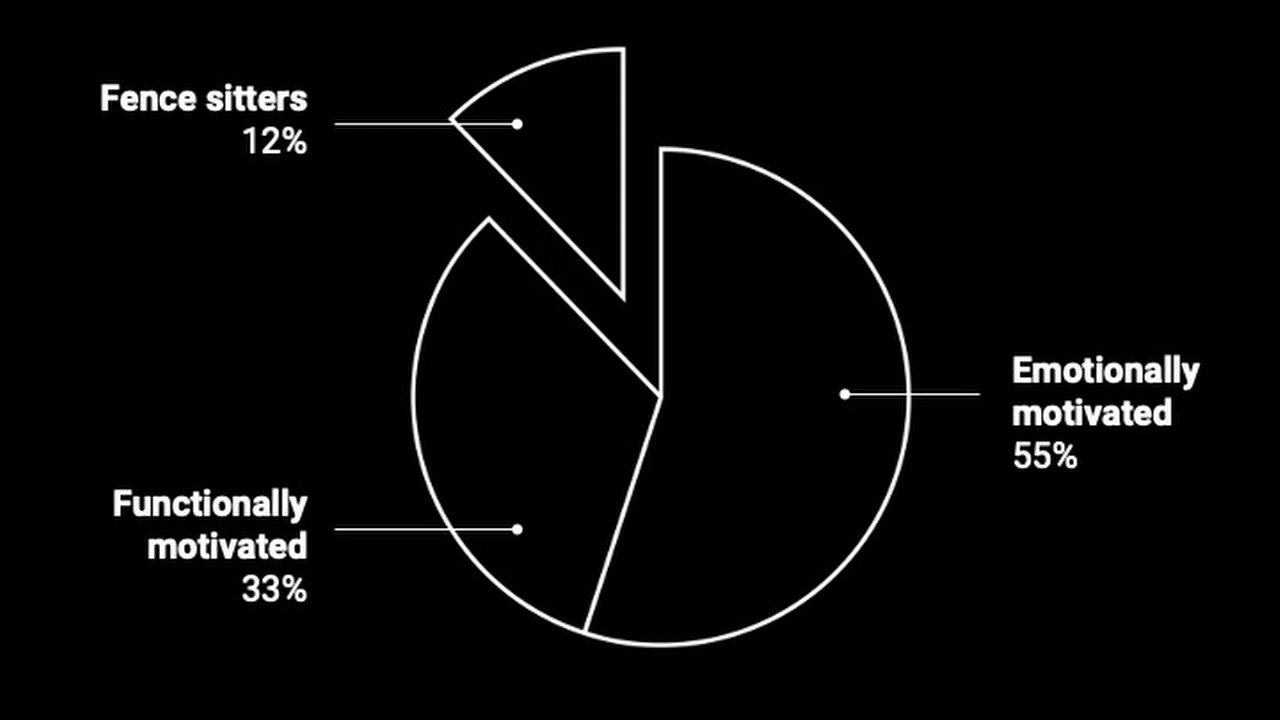 Fence sitters
12%
Emotionally
motivated
55%
Functionally
motivated
33%